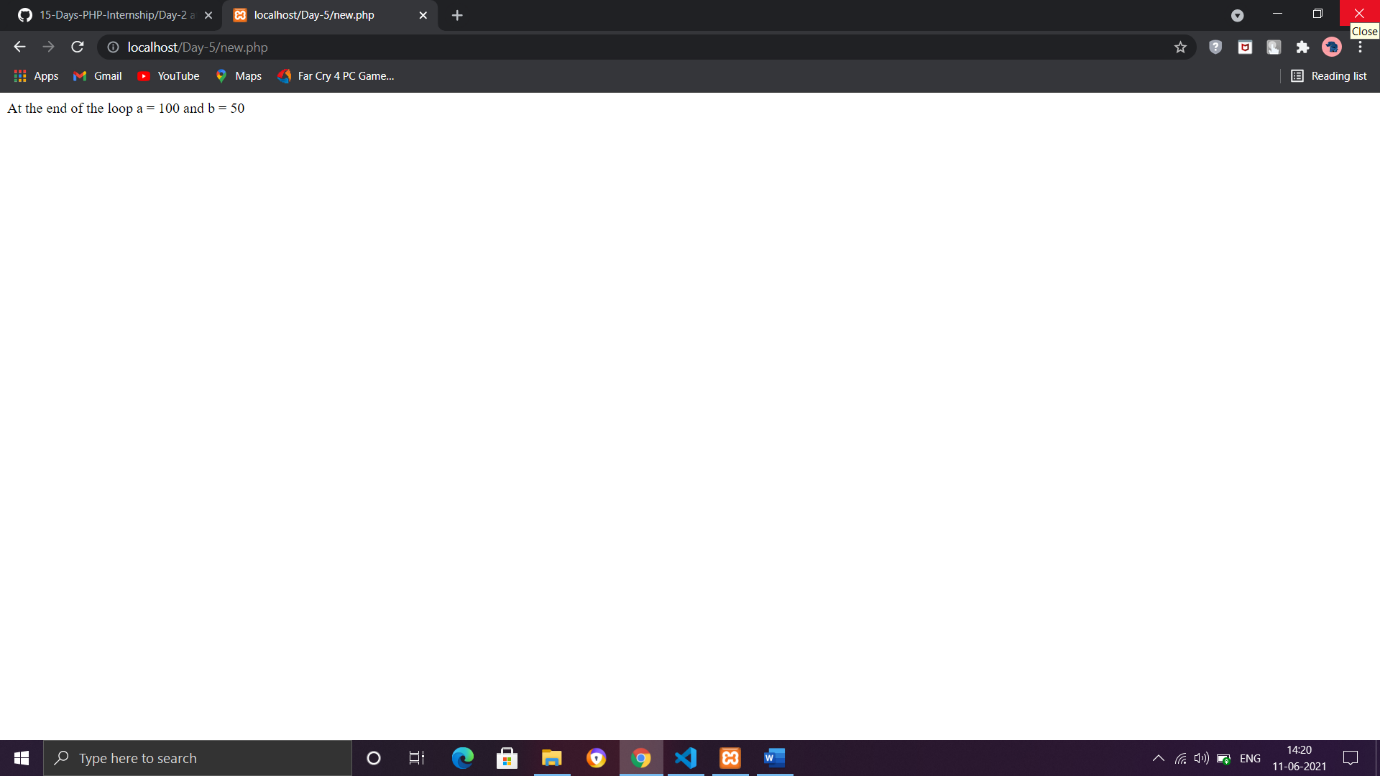 15-Days-PHP-Internship/Day-2 a
localhost/Day-5/new.php
Close
localhost/Day-5/new.php
Apps
Gmail
YouTube
Maps
Far Cry 4 PC Game...
Reading list
At the end of the loop a = 100 and b = 50
Type here to search
ENG
14:20
11-06-2021